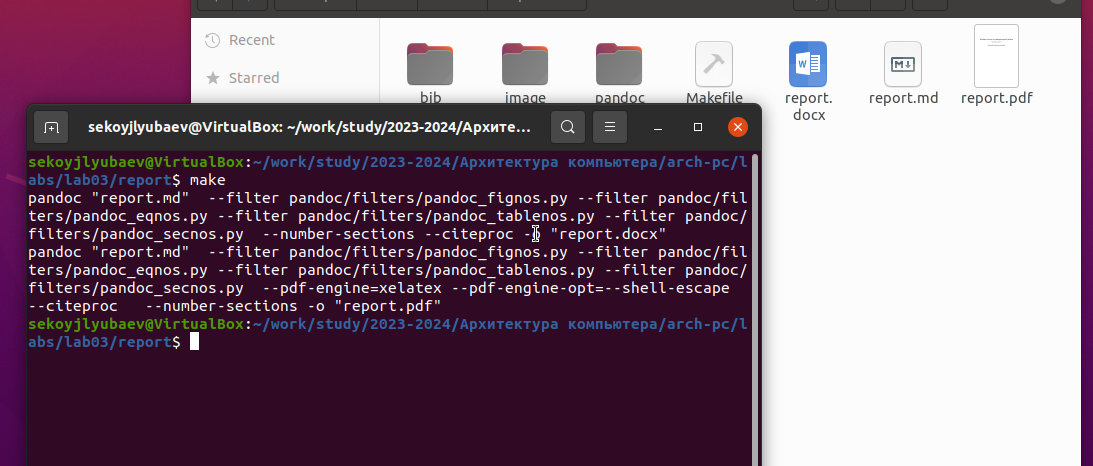 Recent
Starred
bib
image
pandoc
Makefile
report.
docx
report.md
report.pdf
sekoyjlyubaev@VirtualBox: ~/work/study/2023-2024/Архите...
sekoyjlyubaev@VirtualBox:~/work/study/2023-2024/Архитектура компьютера/arch-pc/l
abs/lab03/report$ make
pandoc "report.md"  --filter pandoc/filters/pandoc_fignos.py --filter pandoc/fil
ters/pandoc_eqnos.py --filter pandoc/filters/pandoc_tablenos.py --filter pandoc/
filters/pandoc_secnos.py  --number-sections --citeproc -o "report.docx"
pandoc "report.md"  --filter pandoc/filters/pandoc_fignos.py --filter pandoc/fil
ters/pandoc_eqnos.py --filter pandoc/filters/pandoc_tablenos.py --filter pandoc/
filters/pandoc_secnos.py  --pdf-engine=xelatex --pdf-engine-opt=--shell-escape
--citeproc   --number-sections -o "report.pdf"
sekoyjlyubaev@VirtualBox:~/work/study/2023-2024/Архитектура компьютера/arch-pc/l
abs/lab03/report$